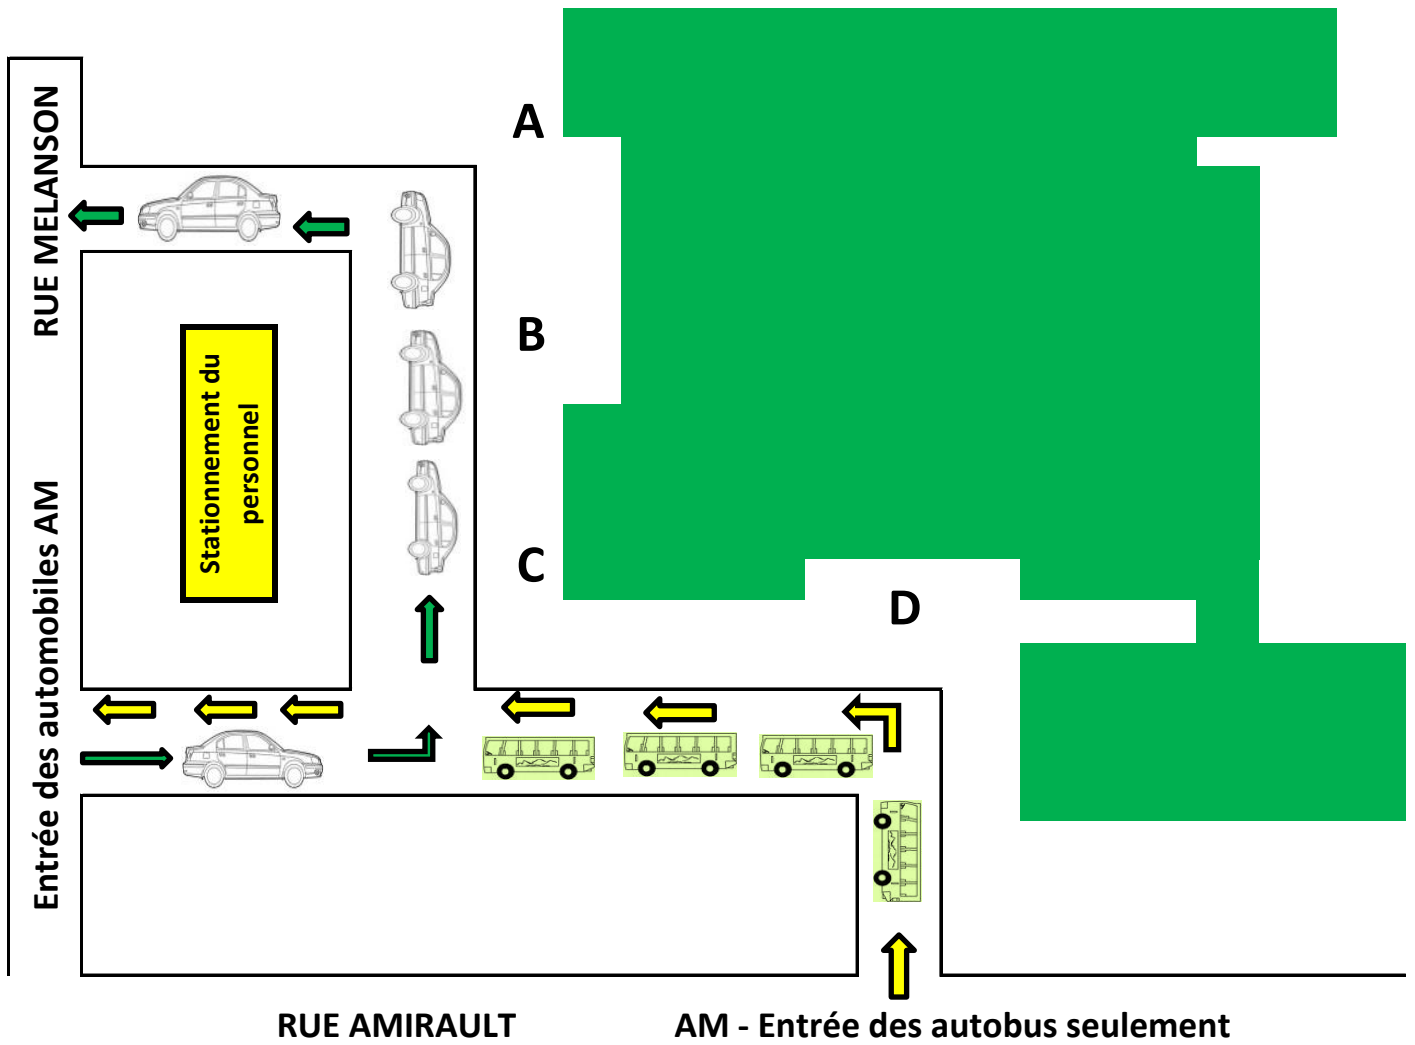 A
RUE MELANSON
B
Stationnement du
personnel
Entrée des automobiles AM
C
D
RUE AMIRAULT
AM - Entrée des autobus seulement